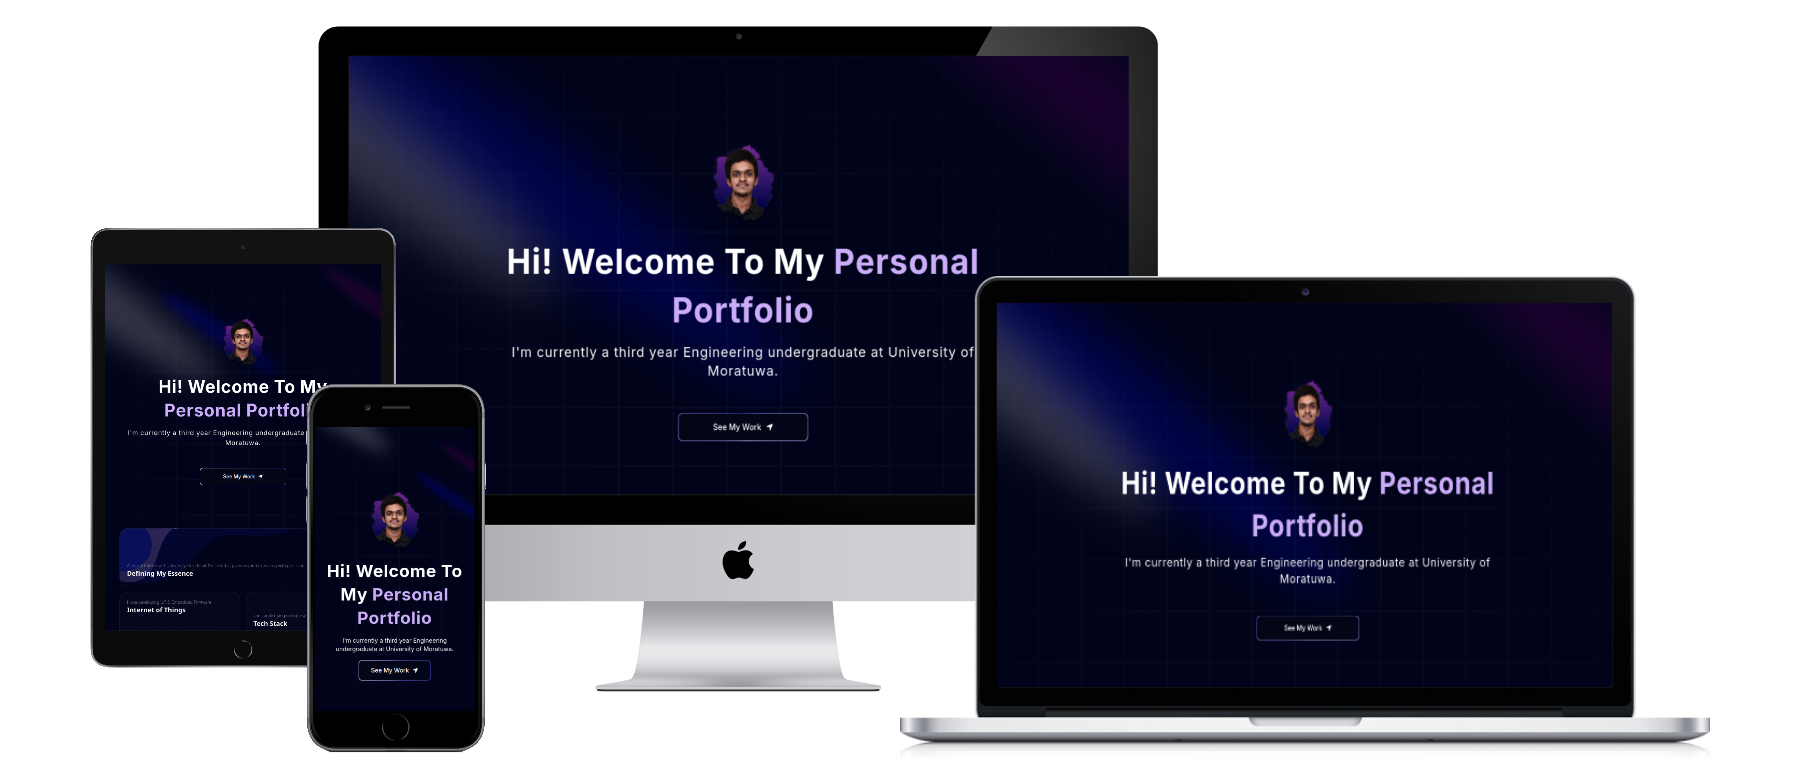 Hi! Welcome To My Personal
Portfolio
I'm currently a third year Engineering undergraduate at University of
Moratuwa.
See My Work
Hi! Welcome To My
Personal Portfoli
I'm currently a third year Engineering undergraduate
Moratuwa.
See My Work
Defining My Essence
Internet of Things
Tech Stack
Hi! Welcome To
My Personal
Portfolio
I'm currently a third year Engineering
undergraduate at University of Moratuwa.
See My Work
Hi! Welcome To My Personal
Portfolio
I'm currently a third year Engineering undergraduate at University of
Moratuwa.
See My Work